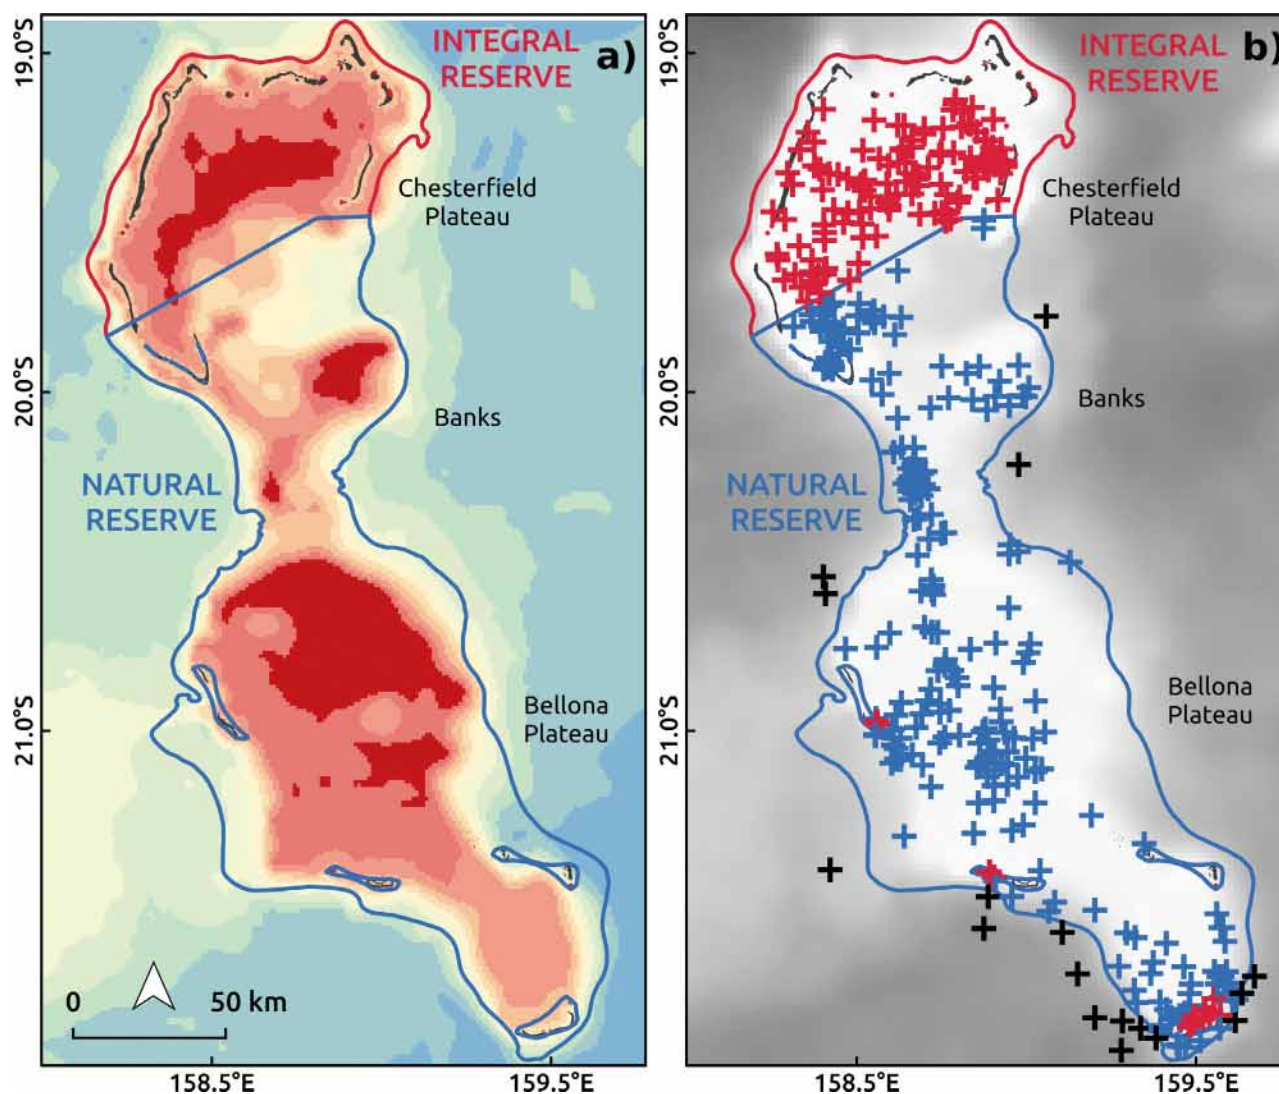 INTEGRAL
RESERVE
a)
Chesterfield
Plateau
Banks
NATURAL
RESERVE
Bellona
Plateau
0 50 km
19.0°S
20.0°S
21.0°S
158.5°E
159.5°E
INTEGRAL
RESERVE
b)
Chesterfield
Plateau
Banks
NATURAL
RESERVE
Bellona
Plateau
19.0°S
20.0°S
21.0°S
158.5°E
159.5°E